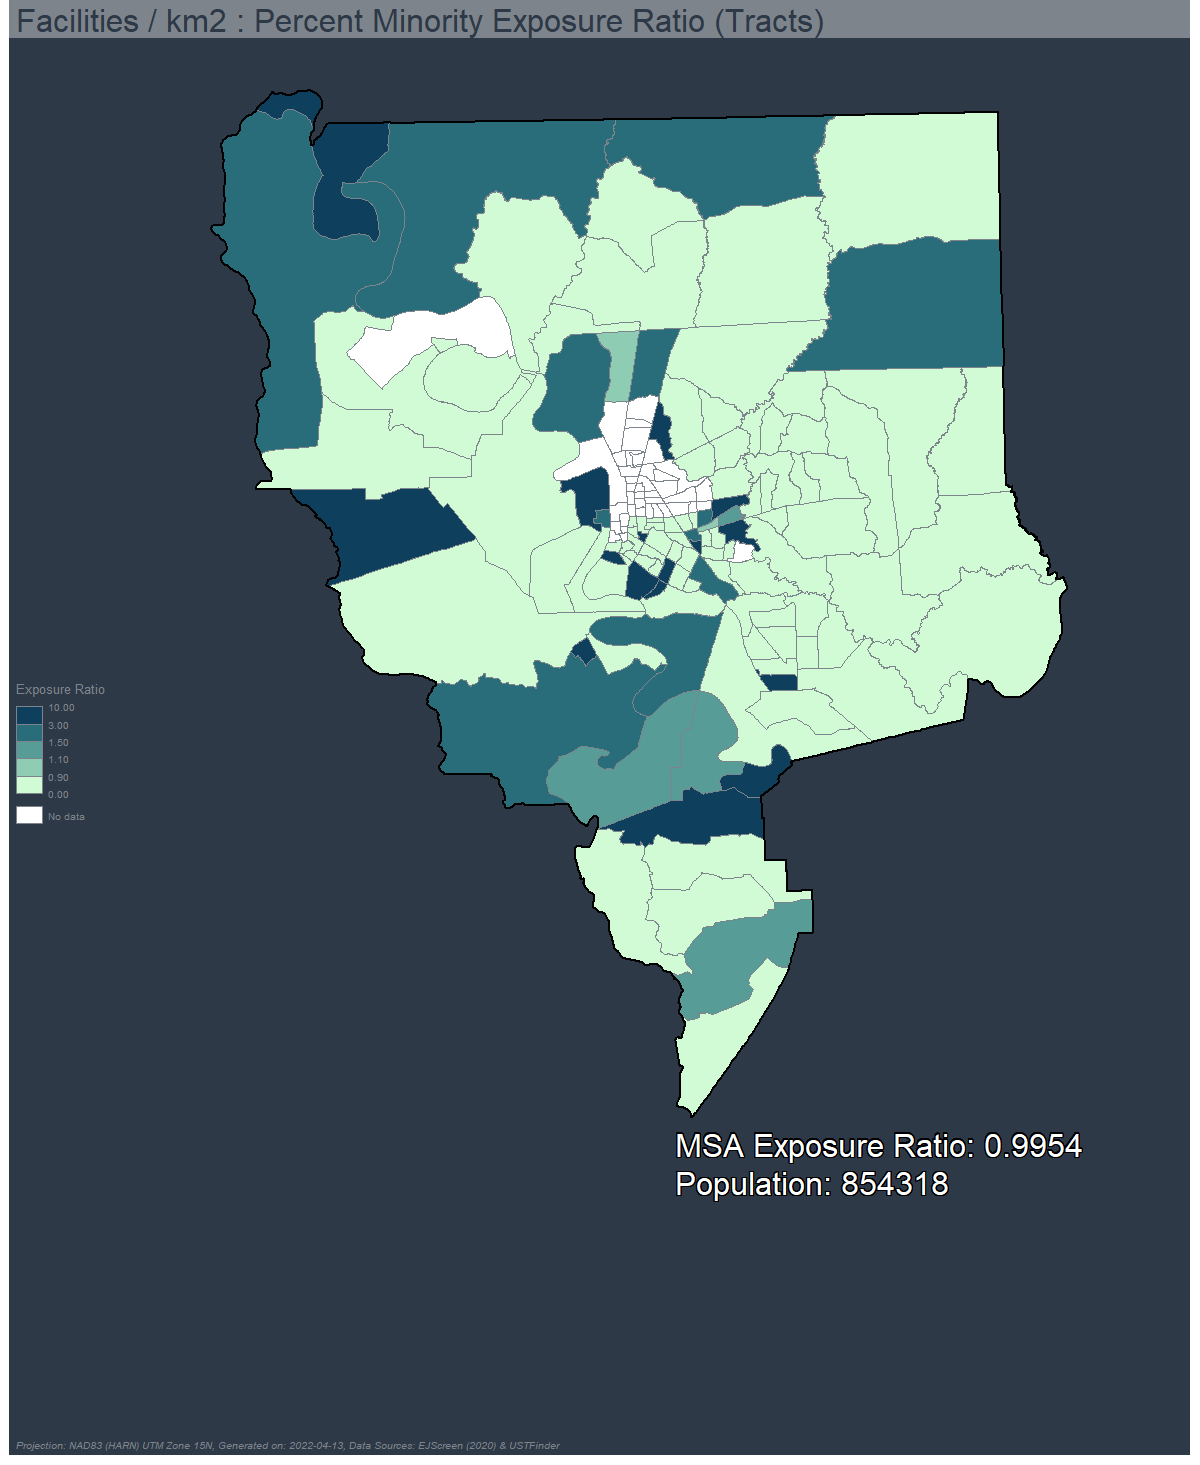 Facilities / km2 : Percent Minority Exposure Ratio (Tracts)
Exposure Ratio
10.00
3.00
1.50
1.10
0.90
0.00
No data
MSA Exposure Ratio: 0.9954
Population: 854318
Projection: NAD83 (HARN) UTM Zone 15N, Generated on: 2022-04-13, Data Sources: EJScreen (2020) & USTFinder